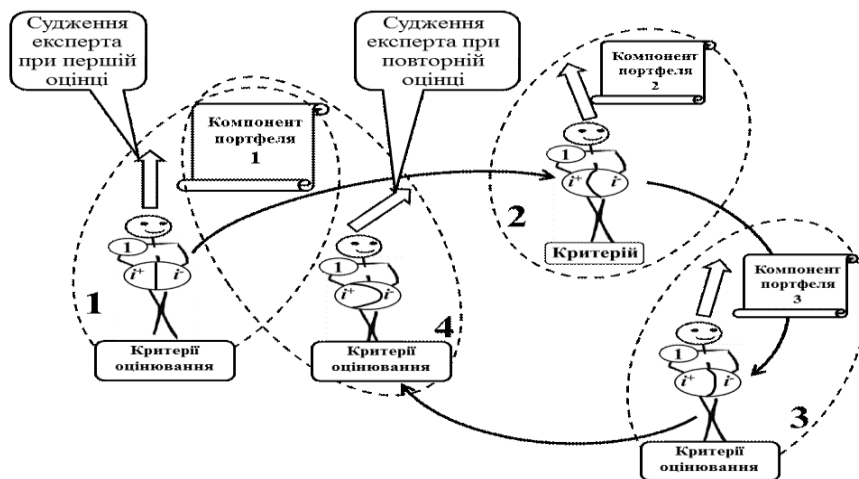 Судження
експерта
при першій
оцінці
Судження
експерта при
повторній
оцінці
Компонент
портфеля
1
Компонент
портфеля
2
Компонент
портфеля
3
1
i⁺ i⁻
1
Критерії
оцінювання
1
i⁺ i⁻
4
Критерії
оцінювання
1
i⁺ i⁻
2
Критерій
1
i⁺ i⁻
3
Критерії
оцінювання